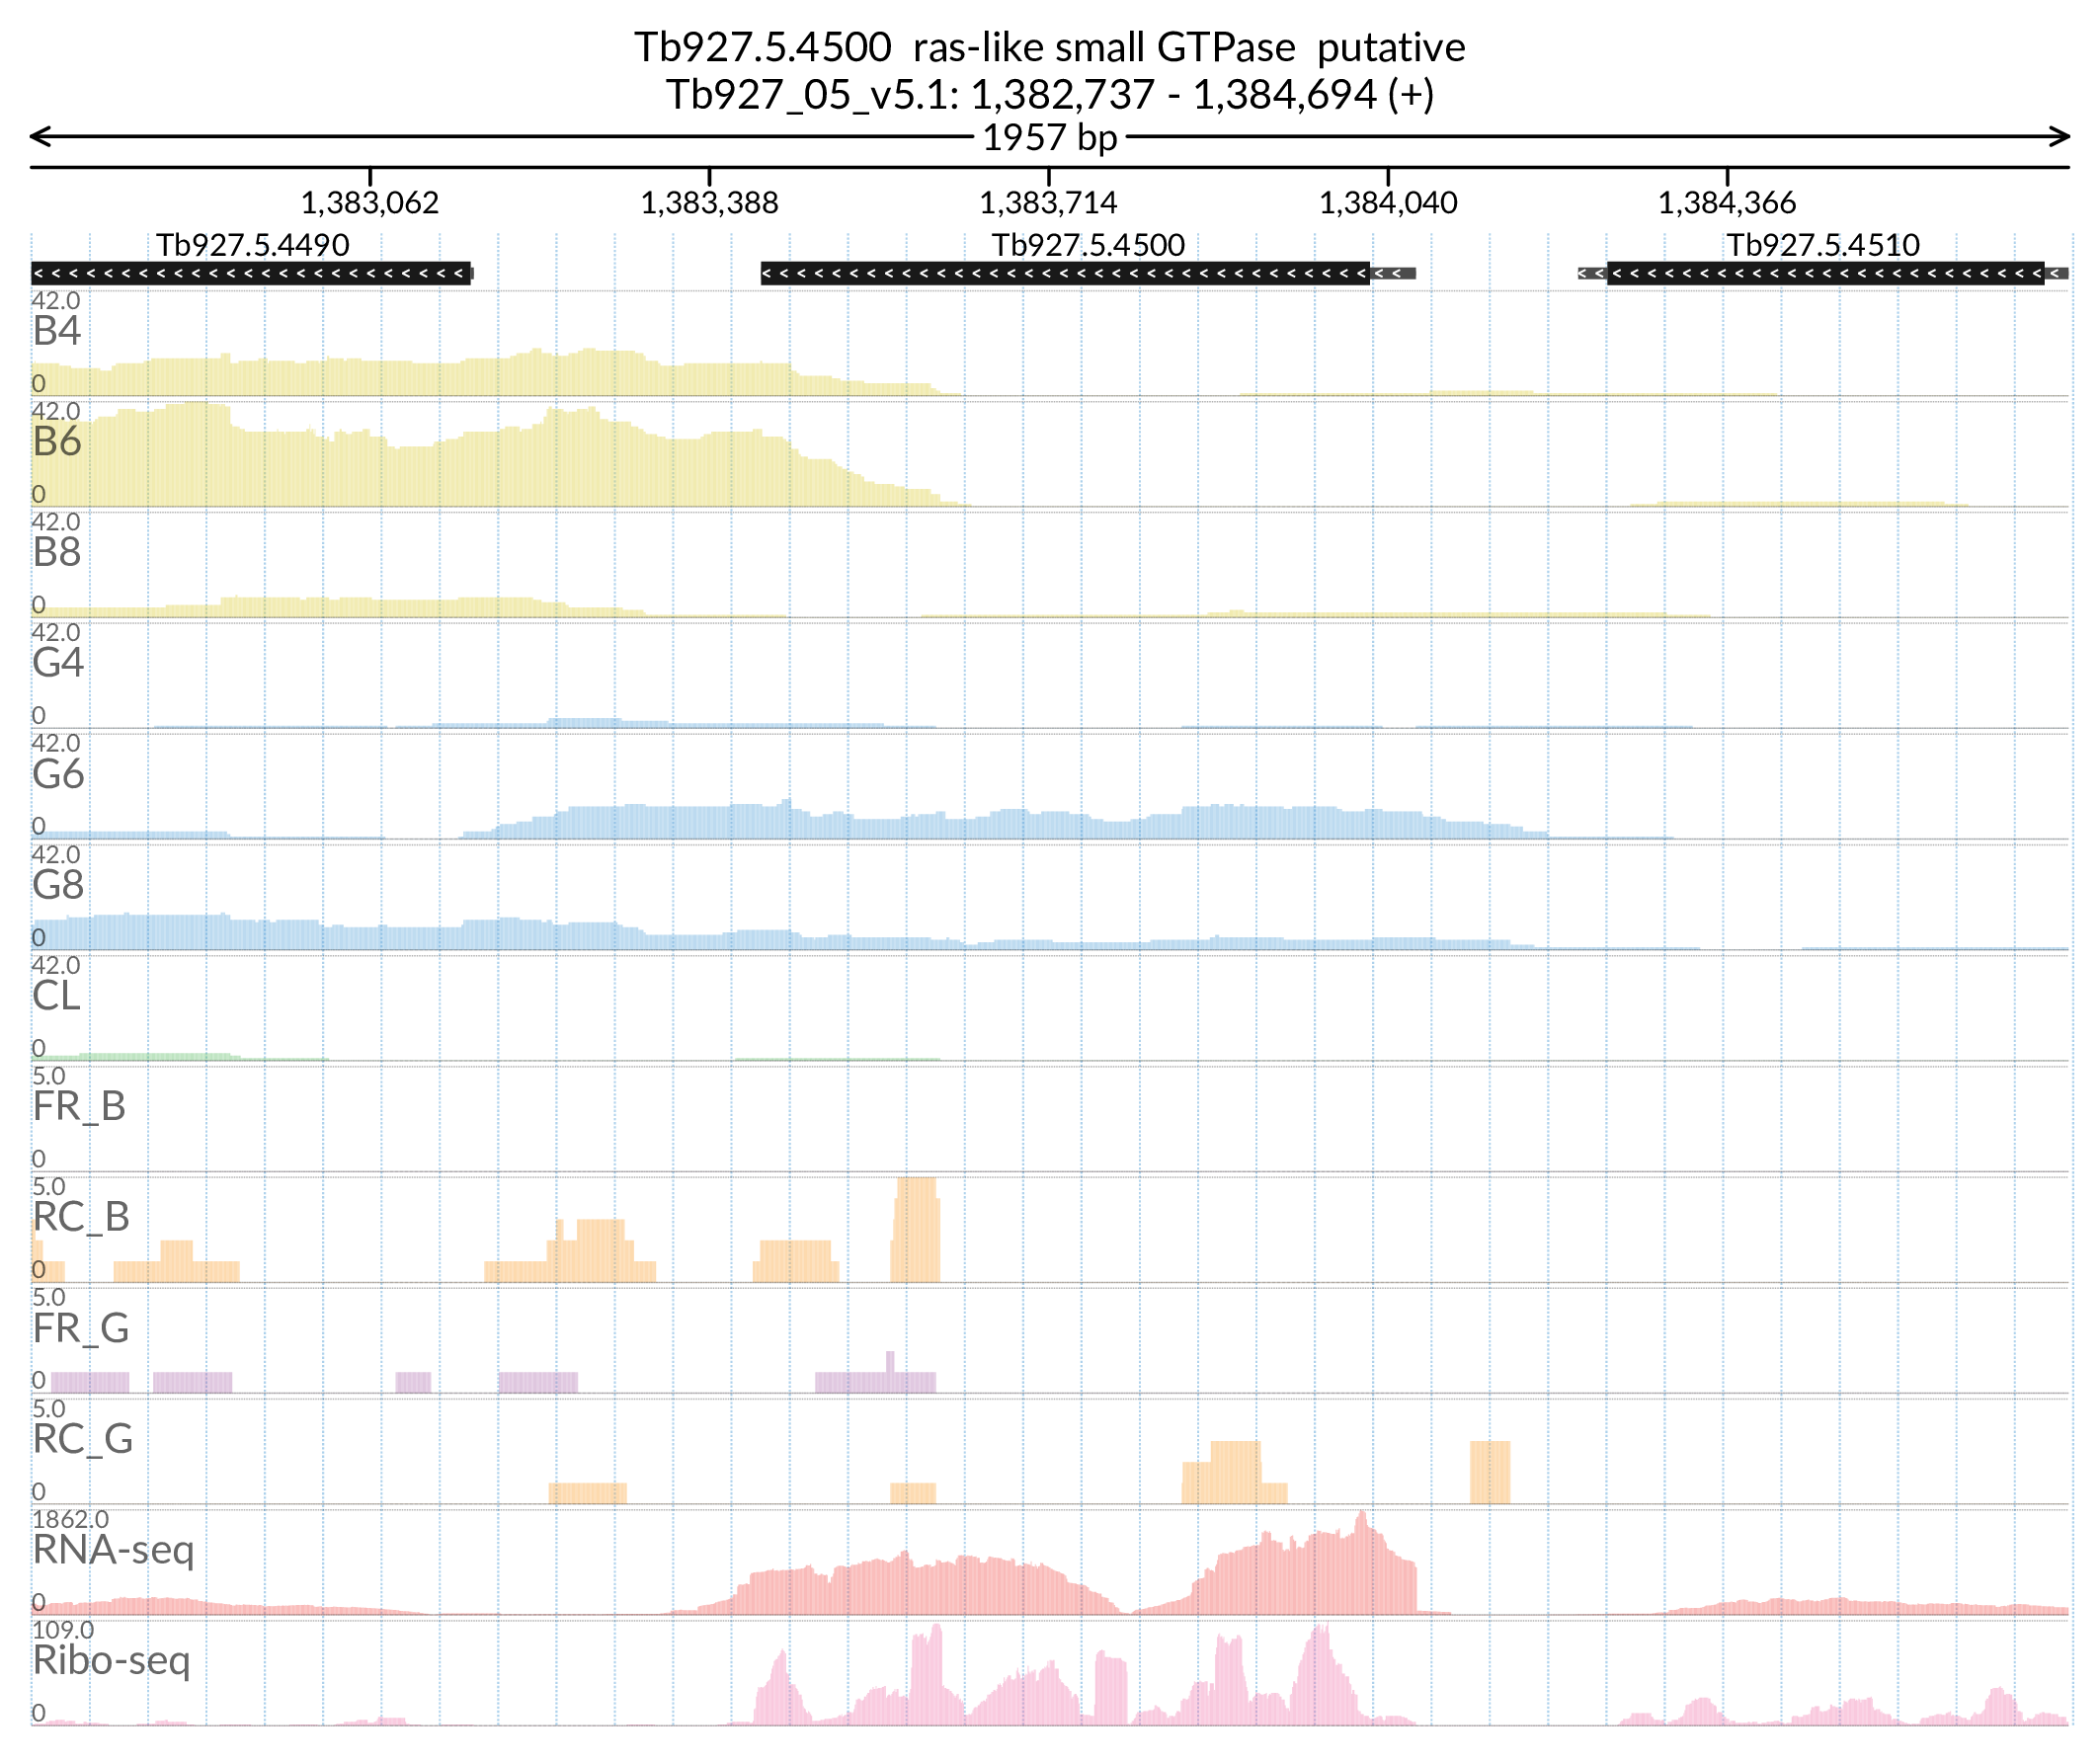 Tb927.5.4500  ras-like small GTPase  putative
Tb927_05_v5.1: 1,382,737 - 1,384,694 (+)
1957 bp
1,383,062 1,383,388 1,383,714 1,384,040 1,384,366
Tb927.5.4490 Tb927.5.4500 Tb927.5.4510
42.0
B4
0
42.0
B6
0
42.0
B8
0
42.0
G4
0
42.0
G6
0
42.0
G8
0
42.0
CL
0
5.0
FR_B
0
5.0
RC_B
0
5.0
FR_G
0
5.0
RC_G
0
1862.0
RNA-seq
0
109.0
Ribo-seq
0